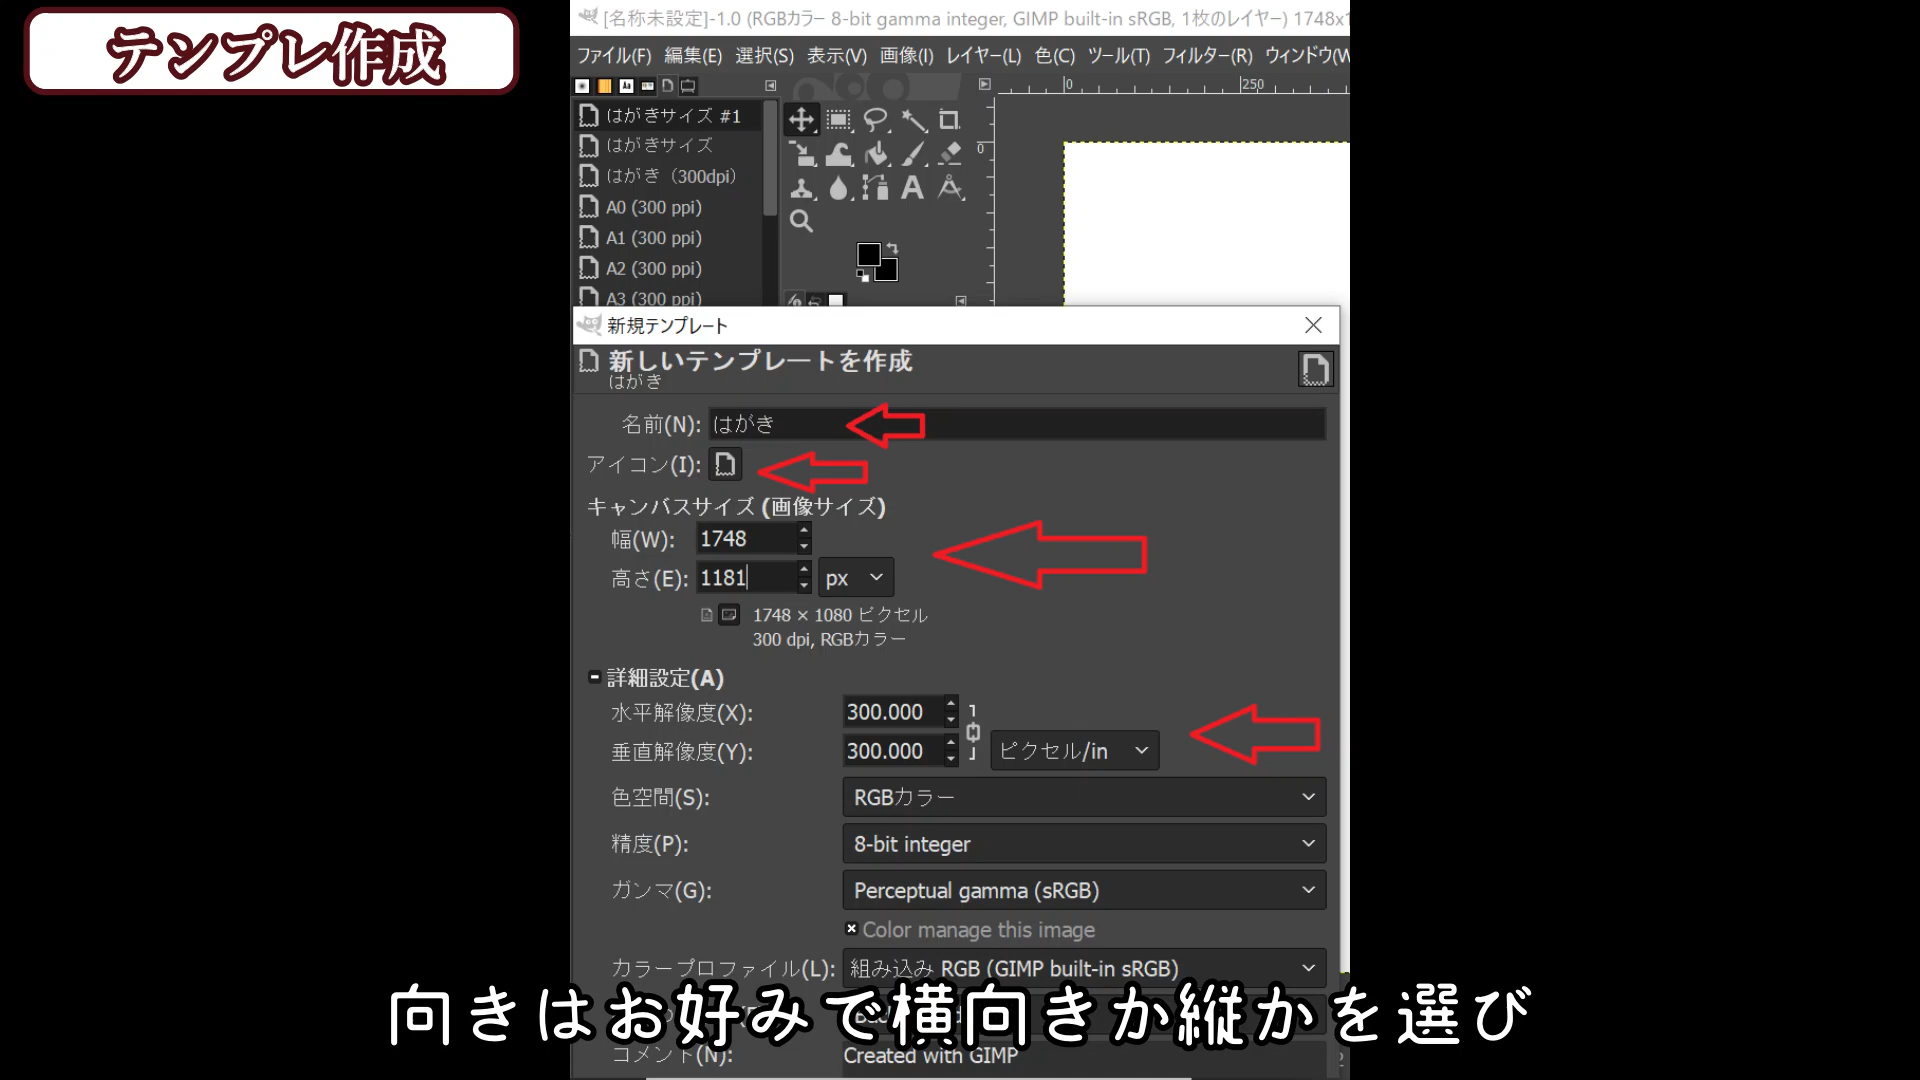 テンプレ作成
[名称未設定]-1.0 (RGBカラー 8-bit gamma integer, GIMP built-in sRGB, 1枚のレイヤー) 1748x1
ファイル(F) 編集(E) 選択(S) 表示(V) 画像(I) レイヤー(L) 色(C) ツール(T) フィルター(R) ウィンドウ(W
0 250
はがきサイズ #1
はがきサイズ
はがき（300dpi）
A0 (300 ppi)
A1 (300 ppi)
A2 (300 ppi)
A3 (300 ppi)
0
新規テンプレート
新しいテンプレートを作成
はがき
名前(N): はがき
アイコン(I):
キャンバスサイズ (画像サイズ)
幅(W): 1748
高さ(E): 1181 px
1748 × 1080 ピクセル
300 dpi, RGBカラー
詳細設定(A)
水平解像度(X): 300.000
垂直解像度(Y): 300.000 ピクセル/in
色空間(S): RGBカラー
精度(P): 8-bit integer
ガンマ(G): Perceptual gamma (sRGB)
Color manage this image
カラープロファイル(L): 組み込み RGB (GIMP built-in sRGB)
向きはお好みで横向きか縦かを選び
コメント(N): Created with GIMP